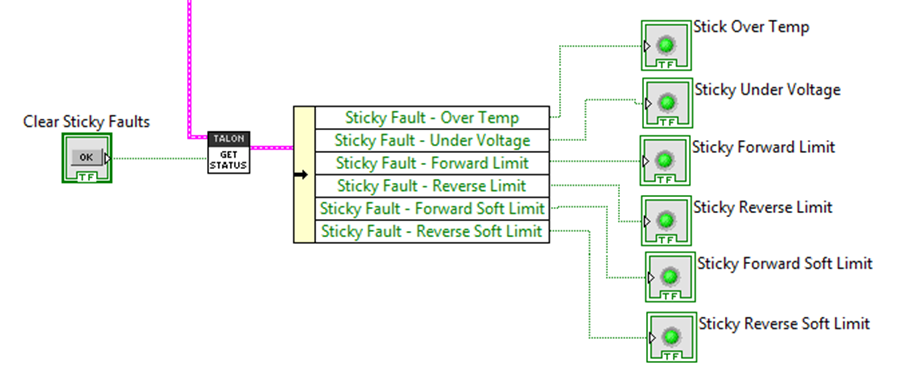 Stick Over Temp
Sticky Under Voltage
Clear Sticky Faults
OK
TF
TALON
GET
STATUS
Sticky Fault - Over Temp
Sticky Fault - Under Voltage
Sticky Fault - Forward Limit
Sticky Fault - Reverse Limit
Sticky Fault - Forward Soft Limit
Sticky Fault - Reverse Soft Limit
TF
TF
Sticky Forward Limit
TF
Sticky Reverse Limit
TF
Sticky Forward Soft Limit
TF
Sticky Reverse Soft Limit
TF